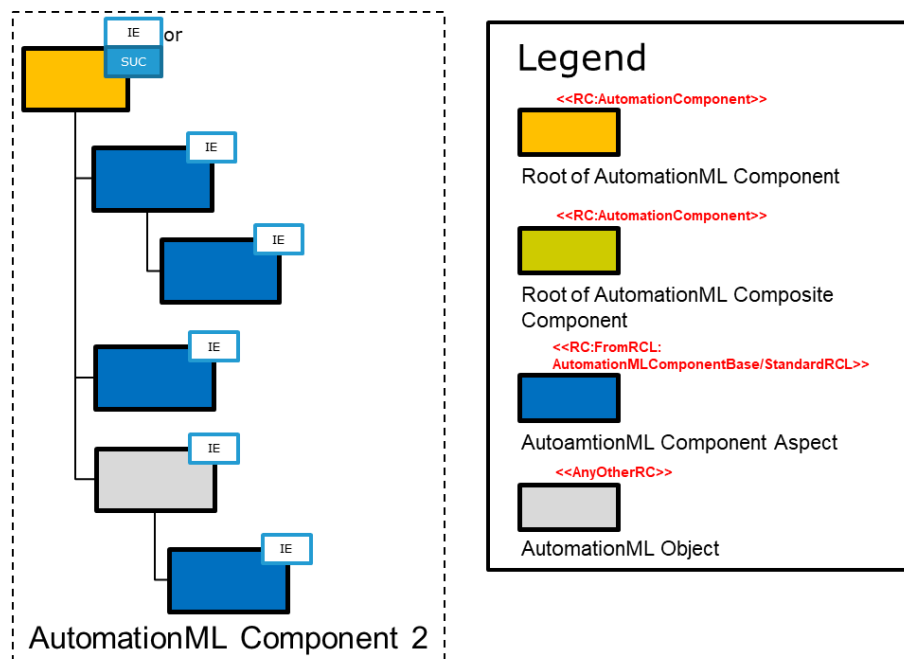 IE or
SUC
IE
IE
IE
IE
IE
AutomationML Component 2
Legend
<<RC:AutomationComponent>>
Root of AutomationML Component
<<RC:AutomationComponent>>
Root of AutomationML Composite
Component
<<RC:FromRCL:
AutomationMLComponentBase/StandardRCL>>
AutoamtionML Component Aspect
<<AnyOtherRC>>
AutomationML Object